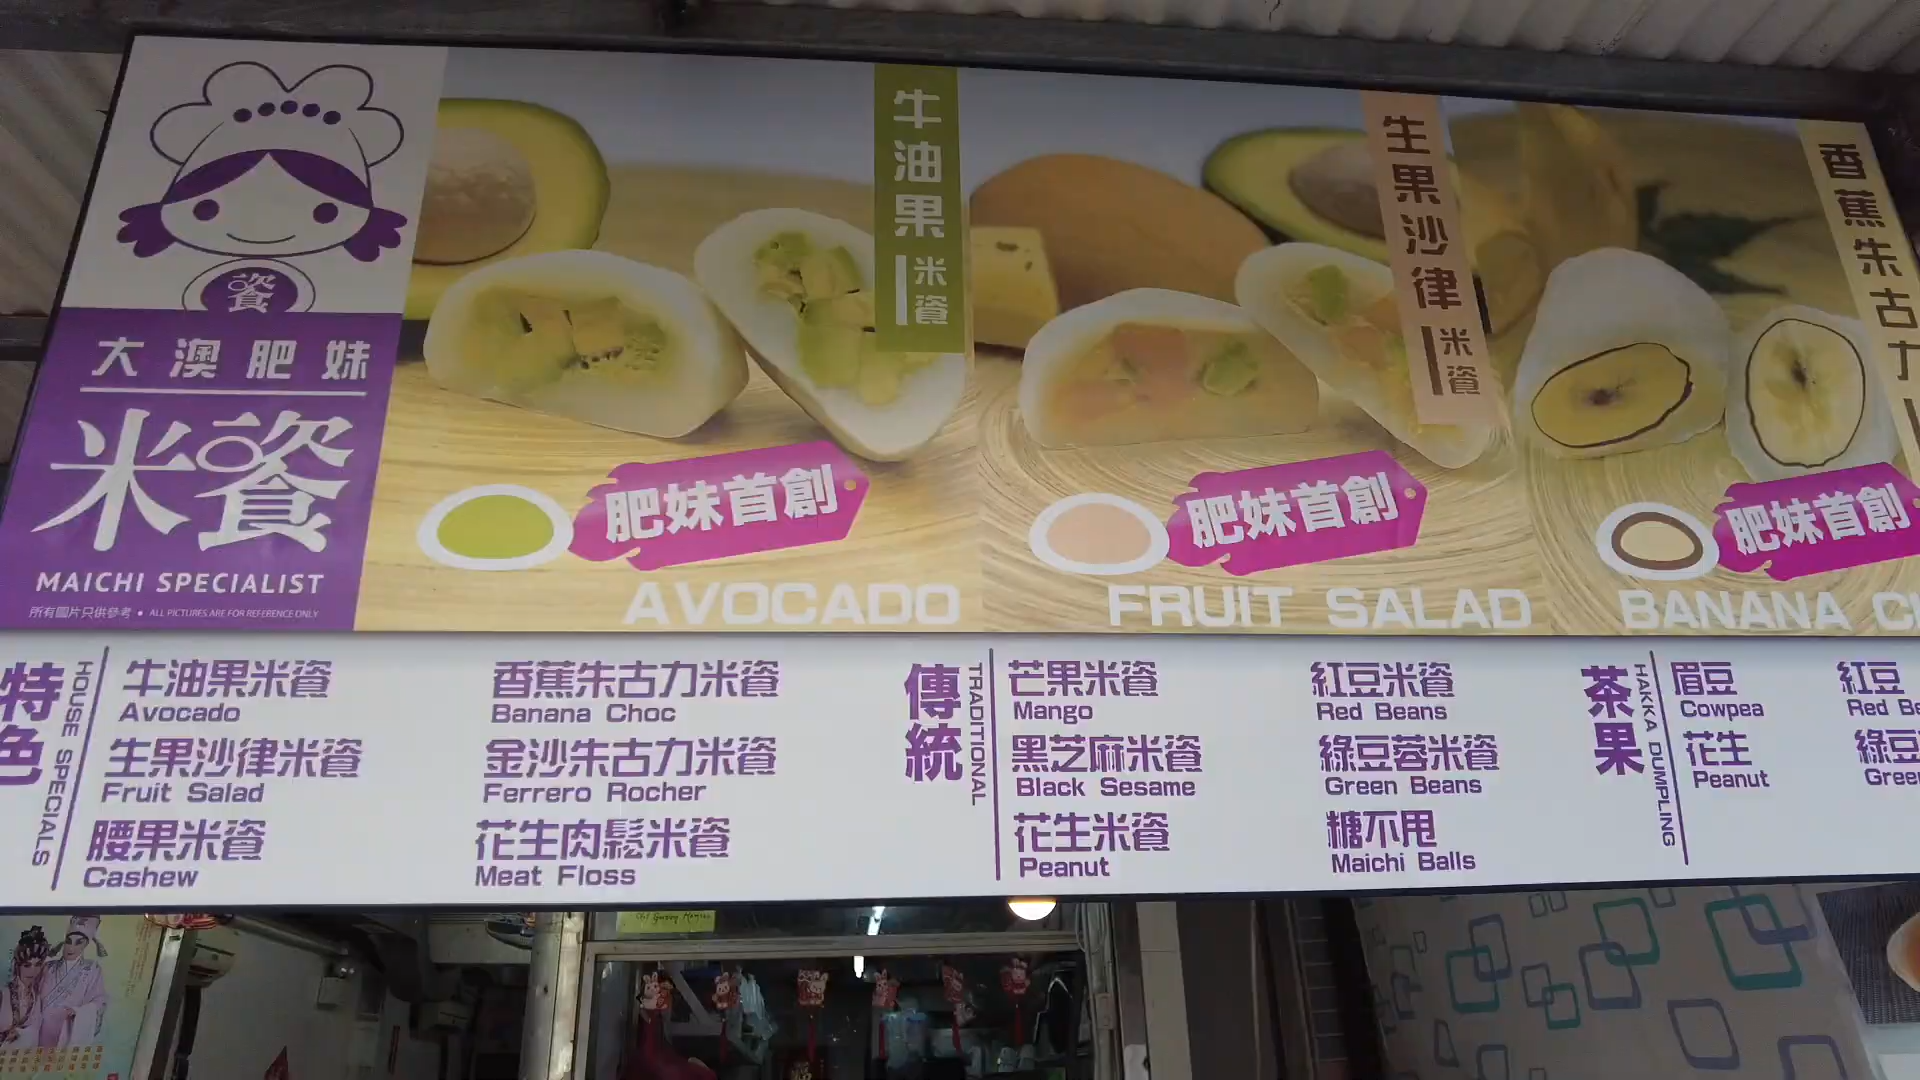 大澳肥妹
米餈
MAICHI SPECIALIST
所有圖片只供參考 • ALL PICTURES ARE FOR REFERENCE ONLY
牛油果米餈
肥妹首創
AVOCADO
生果沙律米餈
肥妹首創
FRUIT SALAD
香蕉朱古力
肥妹首創
BANANA
特色
HOUSE SPECIALS
牛油果米餈
Avocado
生果沙律米餈
Fruit Salad
腰果米餈
Cashew
香蕉朱古力米餈
Banana Choc
金沙朱古力米餈
Ferrero Rocher
花生肉鬆米餈
Meat Floss
傳統
TRADITIONAL
芒果米餈
Mango
黑芝麻米餈
Black Sesame
花生米餈
Peanut
紅豆米餈
Red Beans
綠豆蓉米餈
Green Beans
糖不甩
Maichi Balls
茶果
HAKKA DUMPLING
眉豆
Cowpea
花生
Peanut
紅豆
Red
綠豆